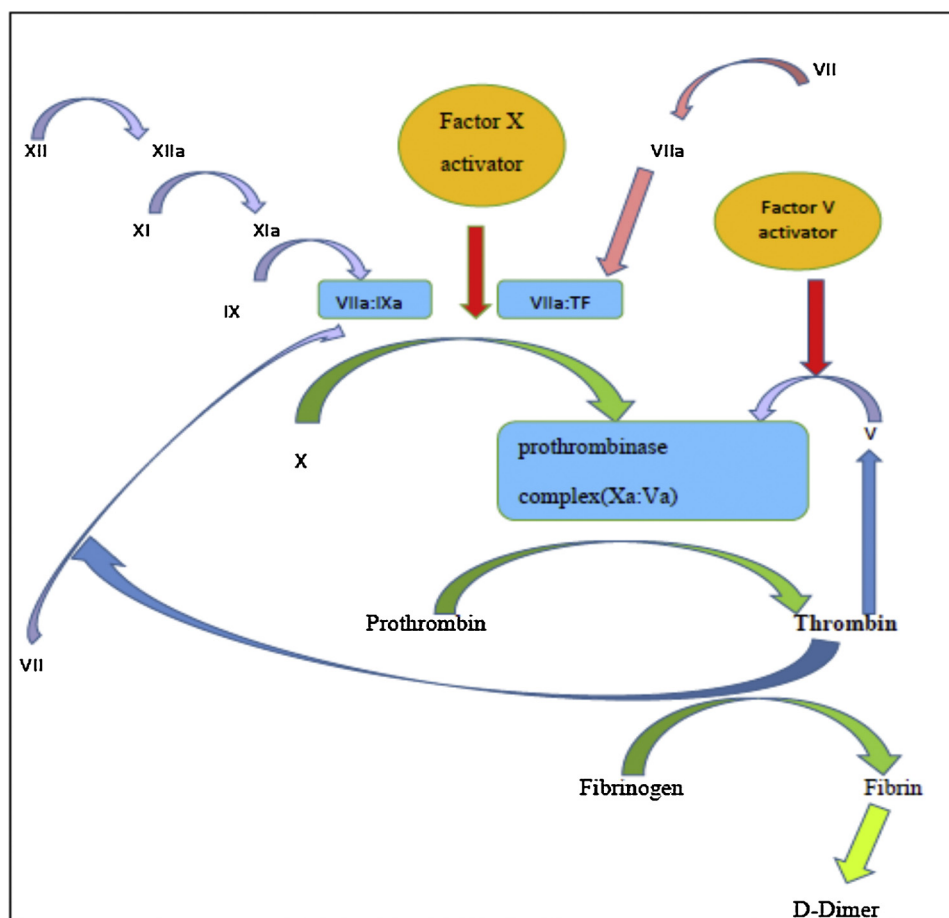 VII
XII
XIIa
Factor X
activator
VIIa
XI
XIa
Factor V
activator
IX
VIIa:IXa
VIIa:TF
X
V
prothrombinase
complex(Xa:Va)
Prothrombin
Thrombin
VII
Fibrinogen
Fibrin
D-Dimer